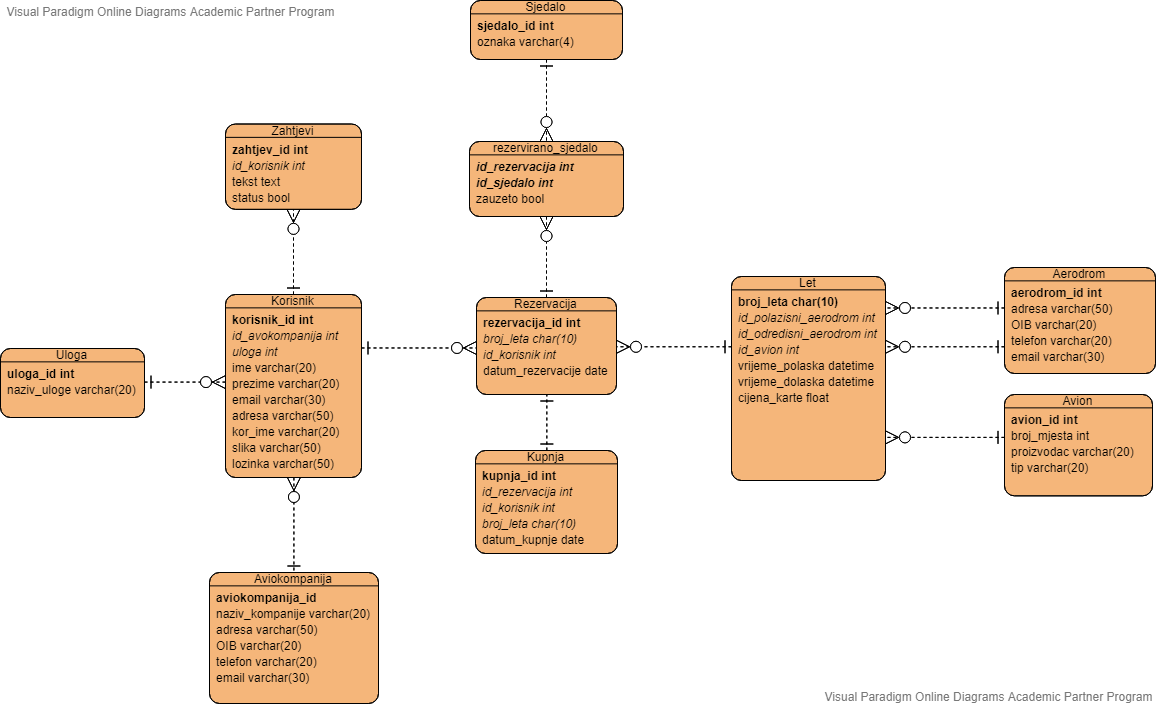 Visual Paradigm Online Diagrams Academic Partner Program
Sjedalo
sjedalo_id int
oznaka varchar(4)
Zahtjevi
zahtjev_id int
id_korisnik int
tekst text
status bool
rezervirano_sjedalo
id_rezervacija int
id_sjedalo int
zauzeto bool
Korisnik
korisnik_id int
id_avokompanija int
uloga int
ime varchar(20)
prezime varchar(20)
email varchar(30)
adresa varchar(50)
kor_ime varchar(20)
slika varchar(50)
lozinka varchar(50)
Rezervacija
rezervacija_id int
broj_leta char(10)
id_korisnik int
datum_rezervacije date
Let
broj_leta char(10)
id_polazisni_aerodrom int
id_odredisni_aerodrom int
id_avion int
vrijeme_polaska datetime
vrijeme_dolaska datetime
cijena_karte float
Aerodrom
aerodrom_id int
adresa varchar(50)
OIB varchar(20)
telefon varchar(20)
email varchar(30)
Uloga
uloga_id int
naziv_uloge varchar(20)
Avion
avion_id int
broj_mjesta int
proizvodac varchar(20)
tip varchar(20)
Kupnja
kupnja_id int
id_rezervacija int
id_korisnik int
broj_leta char(10)
datum_kupnje date
Aviokompanija
aviokompanija_id
naziv_kompanije varchar(20)
adresa varchar(50)
OIB varchar(20)
telefon varchar(20)
email varchar(30)
Visual Paradigm Online Diagrams Academic Partner Program